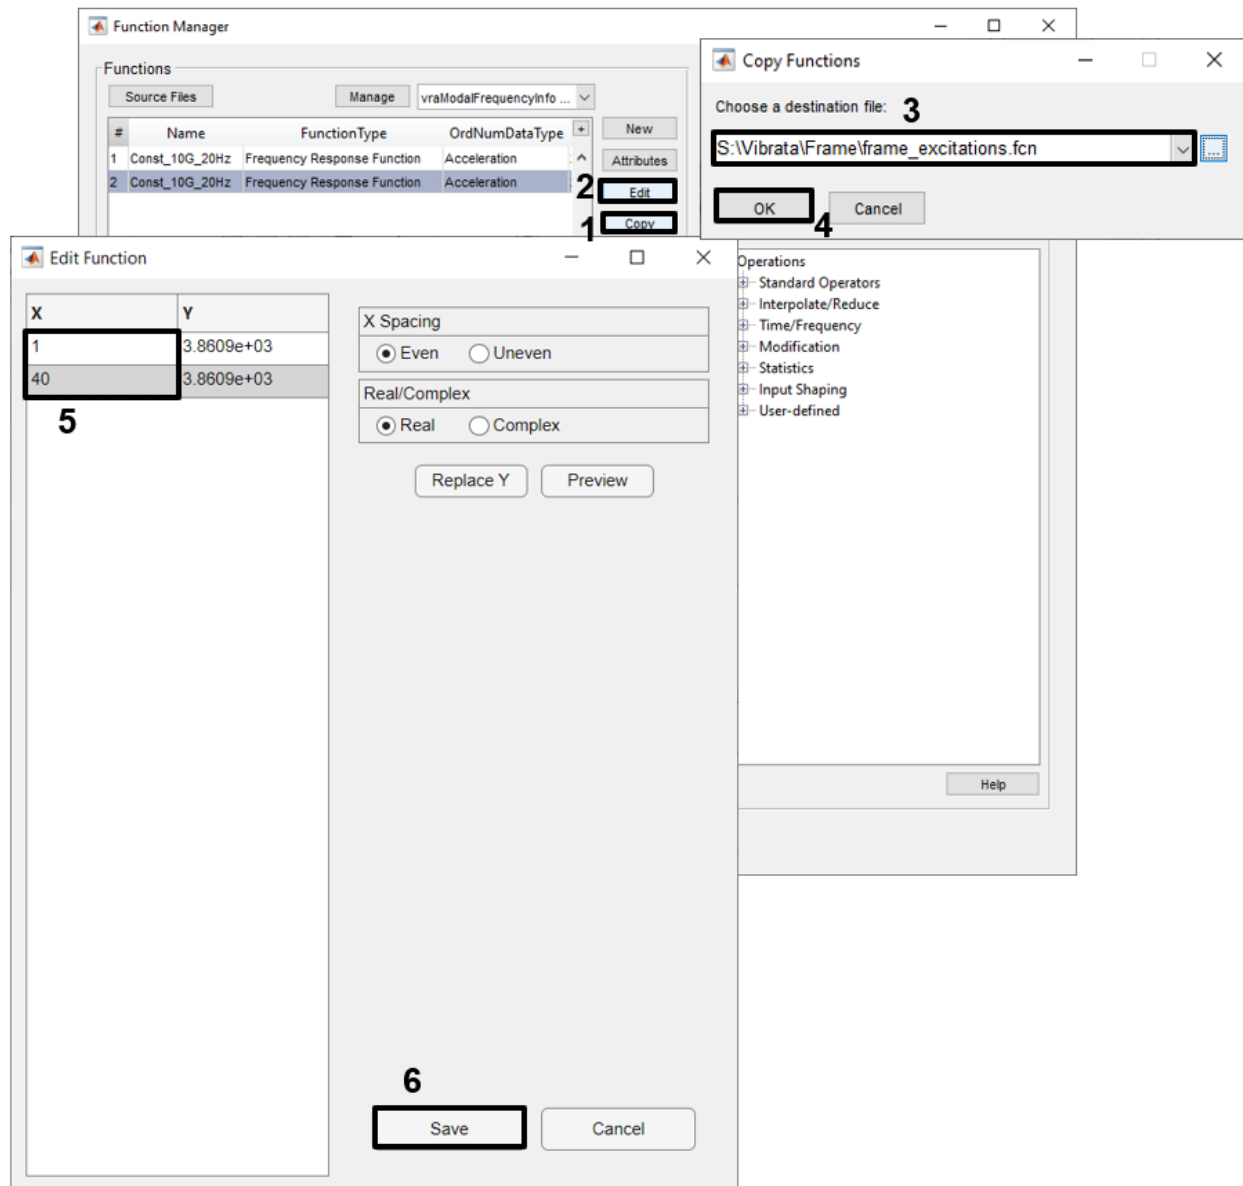 Function Manager
Copy Functions
Functions
Source Files
Manage
vraModalFrequencyInfo ...
Choose a destination file:
3
# Name FunctionType OrdNumDataType +
New
1 Const_10G_20Hz Frequency Response Function Acceleration
Attributes
S:\Vibrata\Frame\frame_excitations.fcn
...
2 Const_10G_20Hz Frequency Response Function Acceleration
2
Edit
1
Copy
OK
4
Cancel
Edit Function
Operations
Standard Operators
Interpolate/Reduce
Time/Frequency
Modification
Statistics
Input Shaping
User-defined
X Y
1 3.8609e+03
40 3.8609e+03
5
X Spacing
Even Uneven
Real/Complex
Real Complex
Replace Y Preview
Help
6
Save Cancel